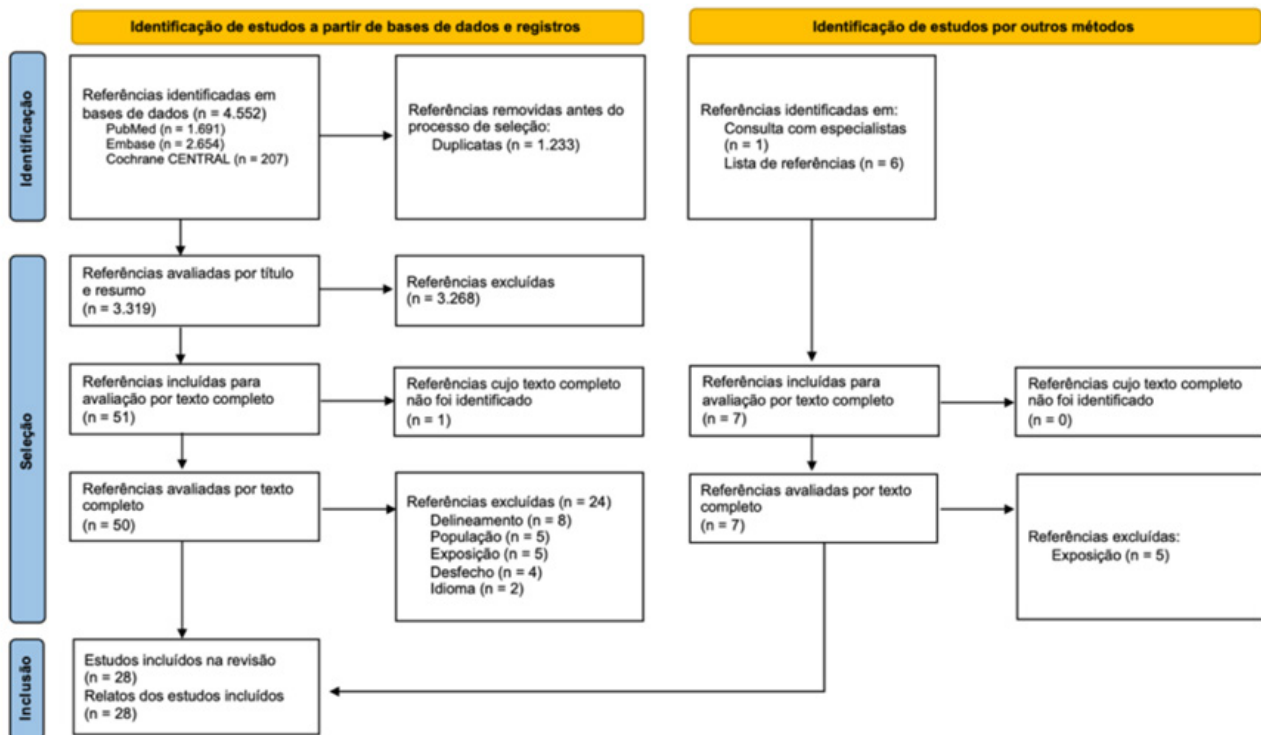 Identificação de estudos a partir de bases de dados e registros
Identificação de estudos por outros métodos
Identificação
Referências identificadas em
bases de dados (n = 4.552)
PubMed (n = 1.691)
Embase (n = 2.654)
Cochrane CENTRAL (n = 207)
Referências removidas antes do
processo de seleção:
Duplicatas (n = 1.233)
Referências identificadas em:
Consulta com especialistas
(n = 1)
Lista de referências (n = 6)
Seleção
Referências avaliadas por título
e resumo
(n = 3.319)
Referências excluídas
(n = 3.268)
Referências incluídas para
avaliação por texto completo
(n = 51)
Referências cujo texto completo
não foi identificado
(n = 1)
Referências incluídas para
avaliação por texto completo
(n = 7)
Referências cujo texto completo
não foi identificado
(n = 0)
Referências avaliadas por texto
completo
(n = 50)
Referências excluídas (n = 24)
Delineamento (n = 8)
População (n = 5)
Exposição (n = 5)
Desfecho (n = 4)
Idioma (n = 2)
Referências avaliadas por texto
completo
(n = 7)
Referências excluídas:
Exposição (n = 5)
Inclusão
Estudos incluídos na revisão
(n = 28)
Relatos dos estudos incluídos
(n = 28)